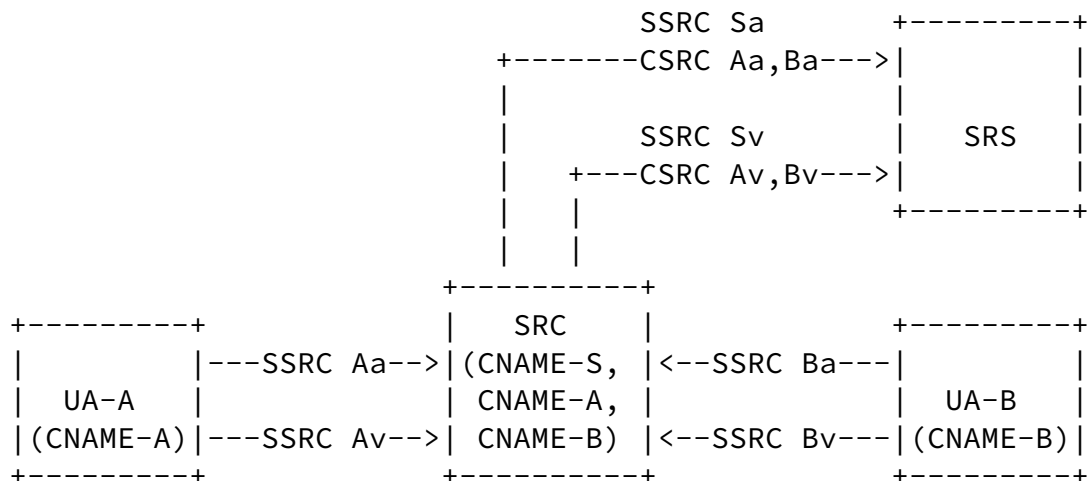 SSRC Sa +---------+
+-------CSRC Aa,Ba--->| |
| | |
| SSRC Sv | SRS |
| +---CSRC Av,Bv--->| |
| | +---------+
| |
+----------+
+---------+ | SRC | +---------+
| |---SSRC Aa-->|(CNAME-S, |<--SSRC Ba---| |
| UA-A | | CNAME-A, | | UA-B |
|(CNAME-A)|---SSRC Av-->| CNAME-B) |<--SSRC Bv---|(CNAME-B)|
+---------+ +----------+ +---------+